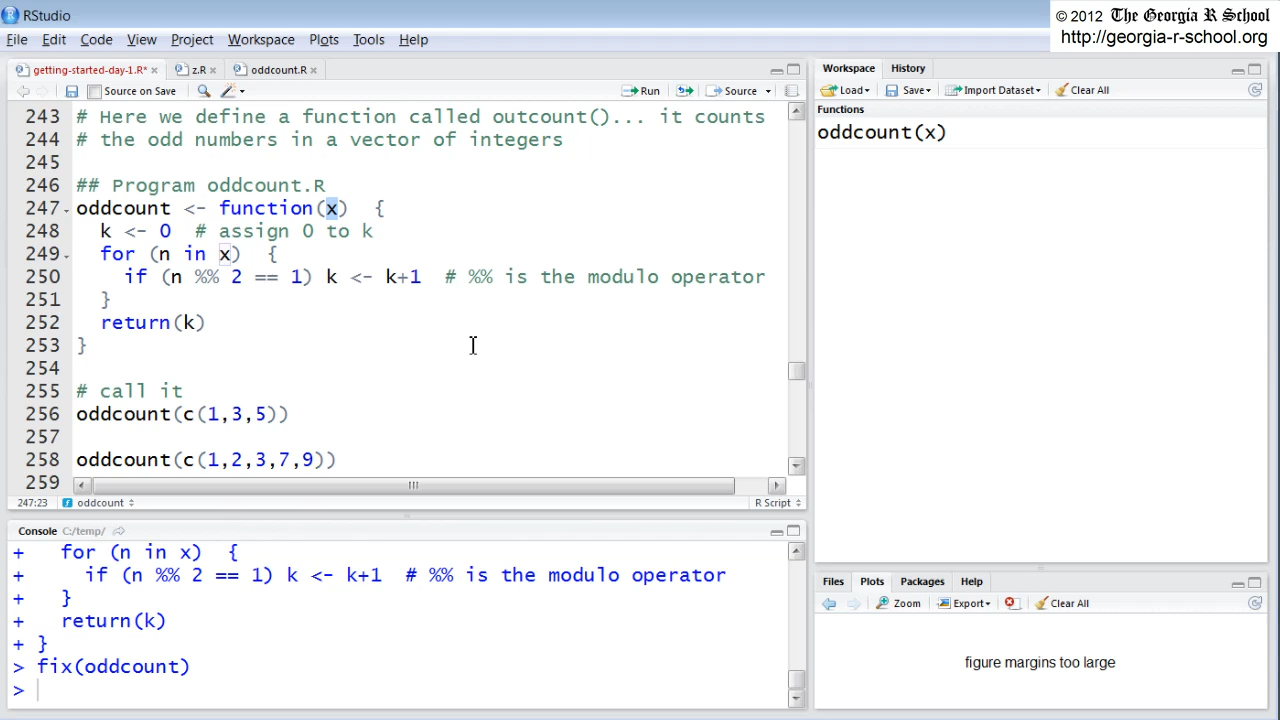 RStudio
© 2012 The Georgia R School
http://georgia-r-school.org
File Edit Code View Project Workspace Plots Tools Help
getting-started-day-1.R* × z.R × oddcount.R ×
Source on Save Run Source
243 # Here we define a function called outcount()... it counts
244 # the odd numbers in a vector of integers
245
246 ## Program oddcount.R
247 oddcount <- function(x)  {
248   k <- 0  # assign 0 to k
249   for (n in x)  {
250     if (n %% 2 == 1) k <- k+1  # %% is the modulo operator
251   }
252   return(k)
253 }
254
255 # call it
256 oddcount(c(1,3,5))
257
258 oddcount(c(1,2,3,7,9))
259
247:23 oddcount R Script
Console C:/temp/
+   for (n in x)  {
+     if (n %% 2 == 1) k <- k+1  # %% is the modulo operator
+   }
+   return(k)
+ }
> fix(oddcount)
>
Workspace History
Load Save Import Dataset Clear All
Functions
oddcount(x)
Files Plots Packages Help
Zoom Export Clear All
figure margins too large